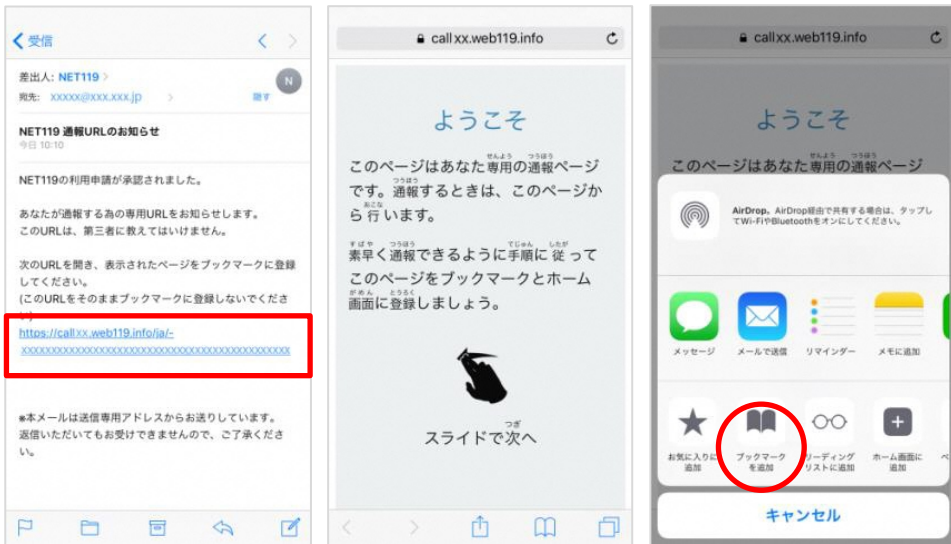 受信
差出人: NET119
N
宛先: xxxxx@xxx.xxx.jp
隠す
NET119 通報URLのお知らせ
今日 10:10
NET119の利用申請が承認されました。
あなたが通報する為の専用URLをお知らせします。
このURLは、第三者に教えてはいけません。
次のURLを開き、表示されたページをブックマークに登録
してください。
(このURLをそのままブックマークに登録しないでくださ
https://callxx.web119.info/ja/-
※本メールは送信専用アドレスからお送りしています。
返信いただいてもお受けできませんので、ご了承くださ
い。
callxx.web119.info
ようこそ
このページはあなた専用の通報ページ
です。通報するときは、このページか
ら行います。
素早く通報できるように手順に従って
このページをブックマークとホーム
画面に登録しましょう。
スライドで次へ
callxx.web119.info
ようこそ
このページはあなた専用の通報ページ
AirDrop。AirDrop経由で共有する場合は、タップし
てWi-FiやBluetoothをオンにしてください。
メッセージ
メールで送信
リマインダー
メモに追加
お気に入りに
追加
ブックマーク
を追加
リーディング
リストに追加
ホーム画面に
追加
キャンセル